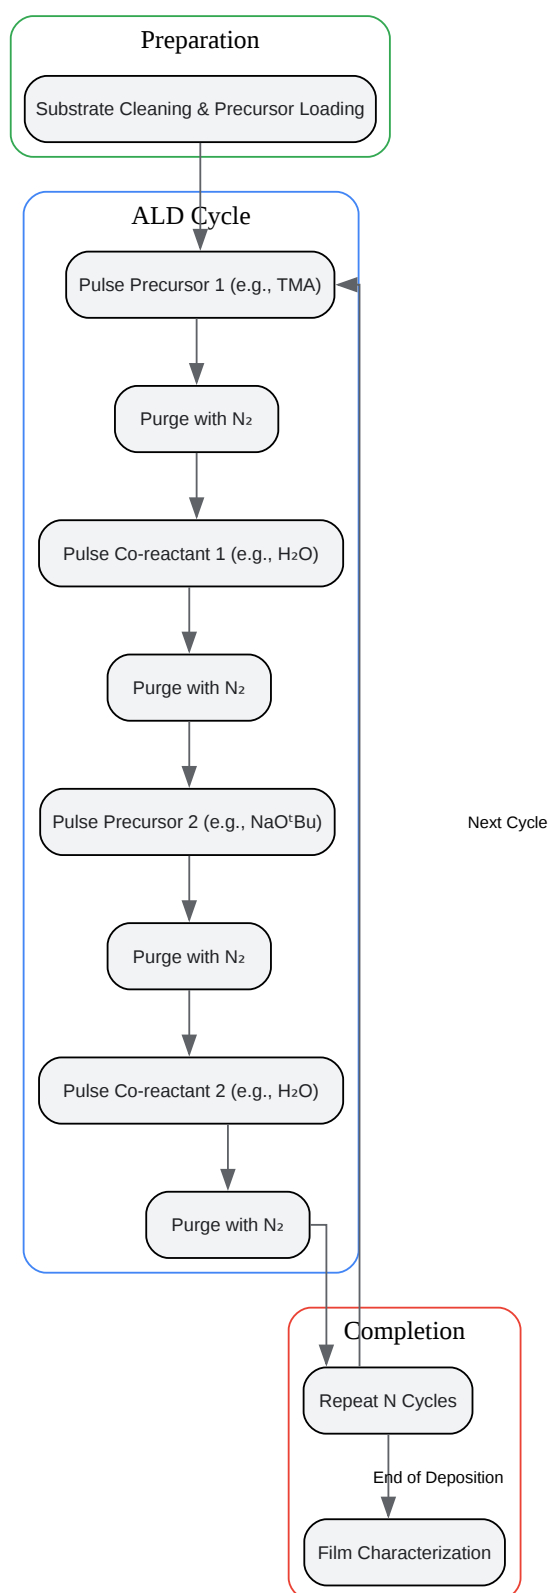 Preparation
Substrate Cleaning & Precursor Loading
ALD Cycle
Pulse Precursor 1 (e.g., TMA)
Purge with N₂
Pulse Co-reactant 1 (e.g., H₂O)
Purge with N₂
Pulse Precursor 2 (e.g., NaOᵗBu)
Next Cycle
Purge with N₂
Pulse Co-reactant 2 (e.g., H₂O)
Purge with N₂
Completion
Repeat N Cycles
End of Deposition
Film Characterization